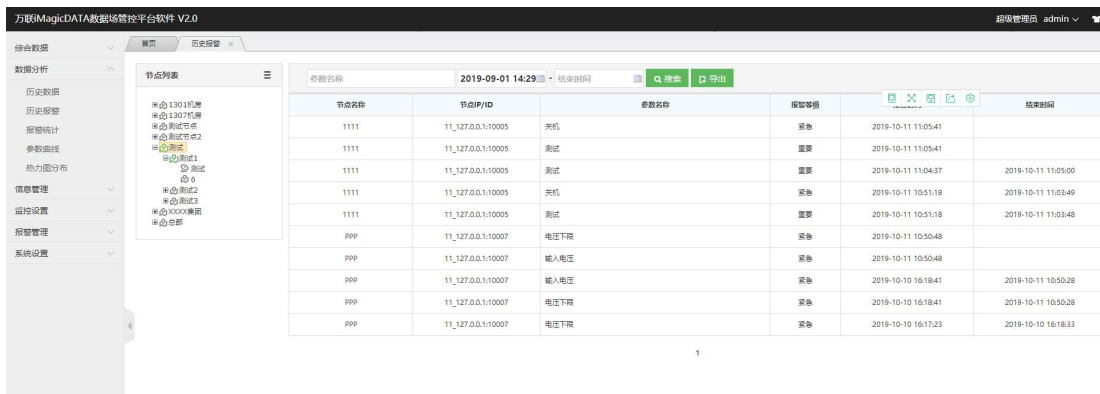 万联iMagicDATA数据场管控平台软件 V2.0
超级管理员 admin
综合数据
数据分析
历史数据
历史报警
报警统计
参数曲线
热力图分布
信息管理
监控设置
报警管理
系统设置
首页 历史报警 ×
节点列表
1301机房
1307机房
测试节点
测试节点2
测试
测试1
测试
6
测试2
测试3
XXXX集团
总部
参数名称 2019-09-01 14:29 - 结束时间 搜索 导出
节点名称 节点IP/ID 参数名称 报警等级 结束时间
1111 11_127.0.0.1:10005 关机 紧急 2019-10-11 11:05:41
1111 11_127.0.0.1:10005 测试 重要 2019-10-11 11:05:41
1111 11_127.0.0.1:10005 测试 重要 2019-10-11 11:04:37 2019-10-11 11:05:00
1111 11_127.0.0.1:10005 关机 紧急 2019-10-11 10:51:18 2019-10-11 11:03:49
1111 11_127.0.0.1:10005 测试 重要 2019-10-11 10:51:18 2019-10-11 11:03:48
PPP 11_127.0.0.1:10007 电压下限 紧急 2019-10-11 10:50:48
PPP 11_127.0.0.1:10007 输入电压 紧急 2019-10-11 10:50:48
PPP 11_127.0.0.1:10007 输入电压 紧急 2019-10-10 16:18:41 2019-10-11 10:50:28
PPP 11_127.0.0.1:10007 电压下限 紧急 2019-10-10 16:18:41 2019-10-11 10:50:28
PPP 11_127.0.0.1:10007 电压下限 紧急 2019-10-10 16:17:23 2019-10-10 16:18:33
1